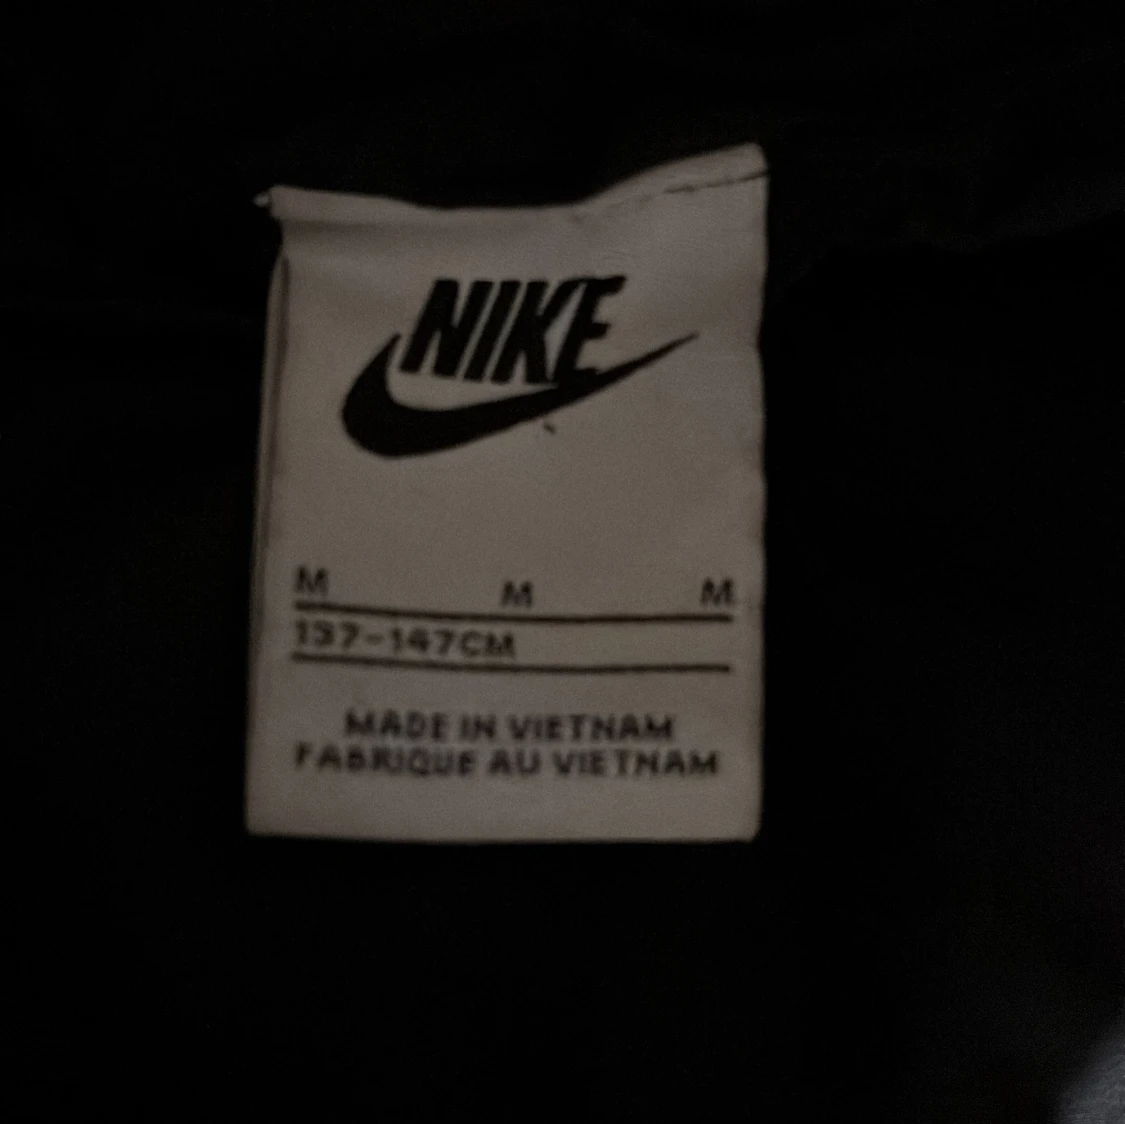 NIKE
M M M
137-147CM
MADE IN VIETNAM
FABRIQUE AU VIETNAM